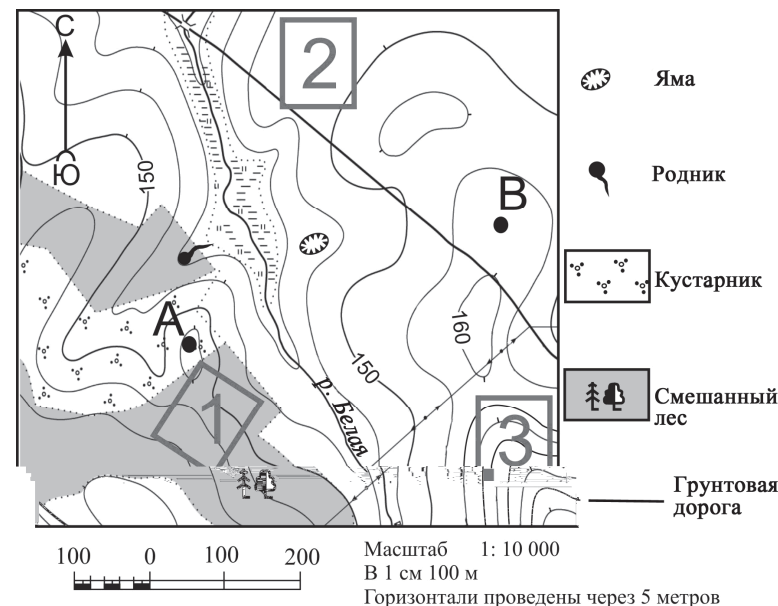 С
2
Яма
150
Ю
Родник
В
Кустарник
А
160
150
1
р. Белая
3
Смешанный
лес
Грунтовая
дорога
100 0 100 200
Масштаб 1: 10 000
В 1 см 100 м
Горизонтали проведены через 5 метров